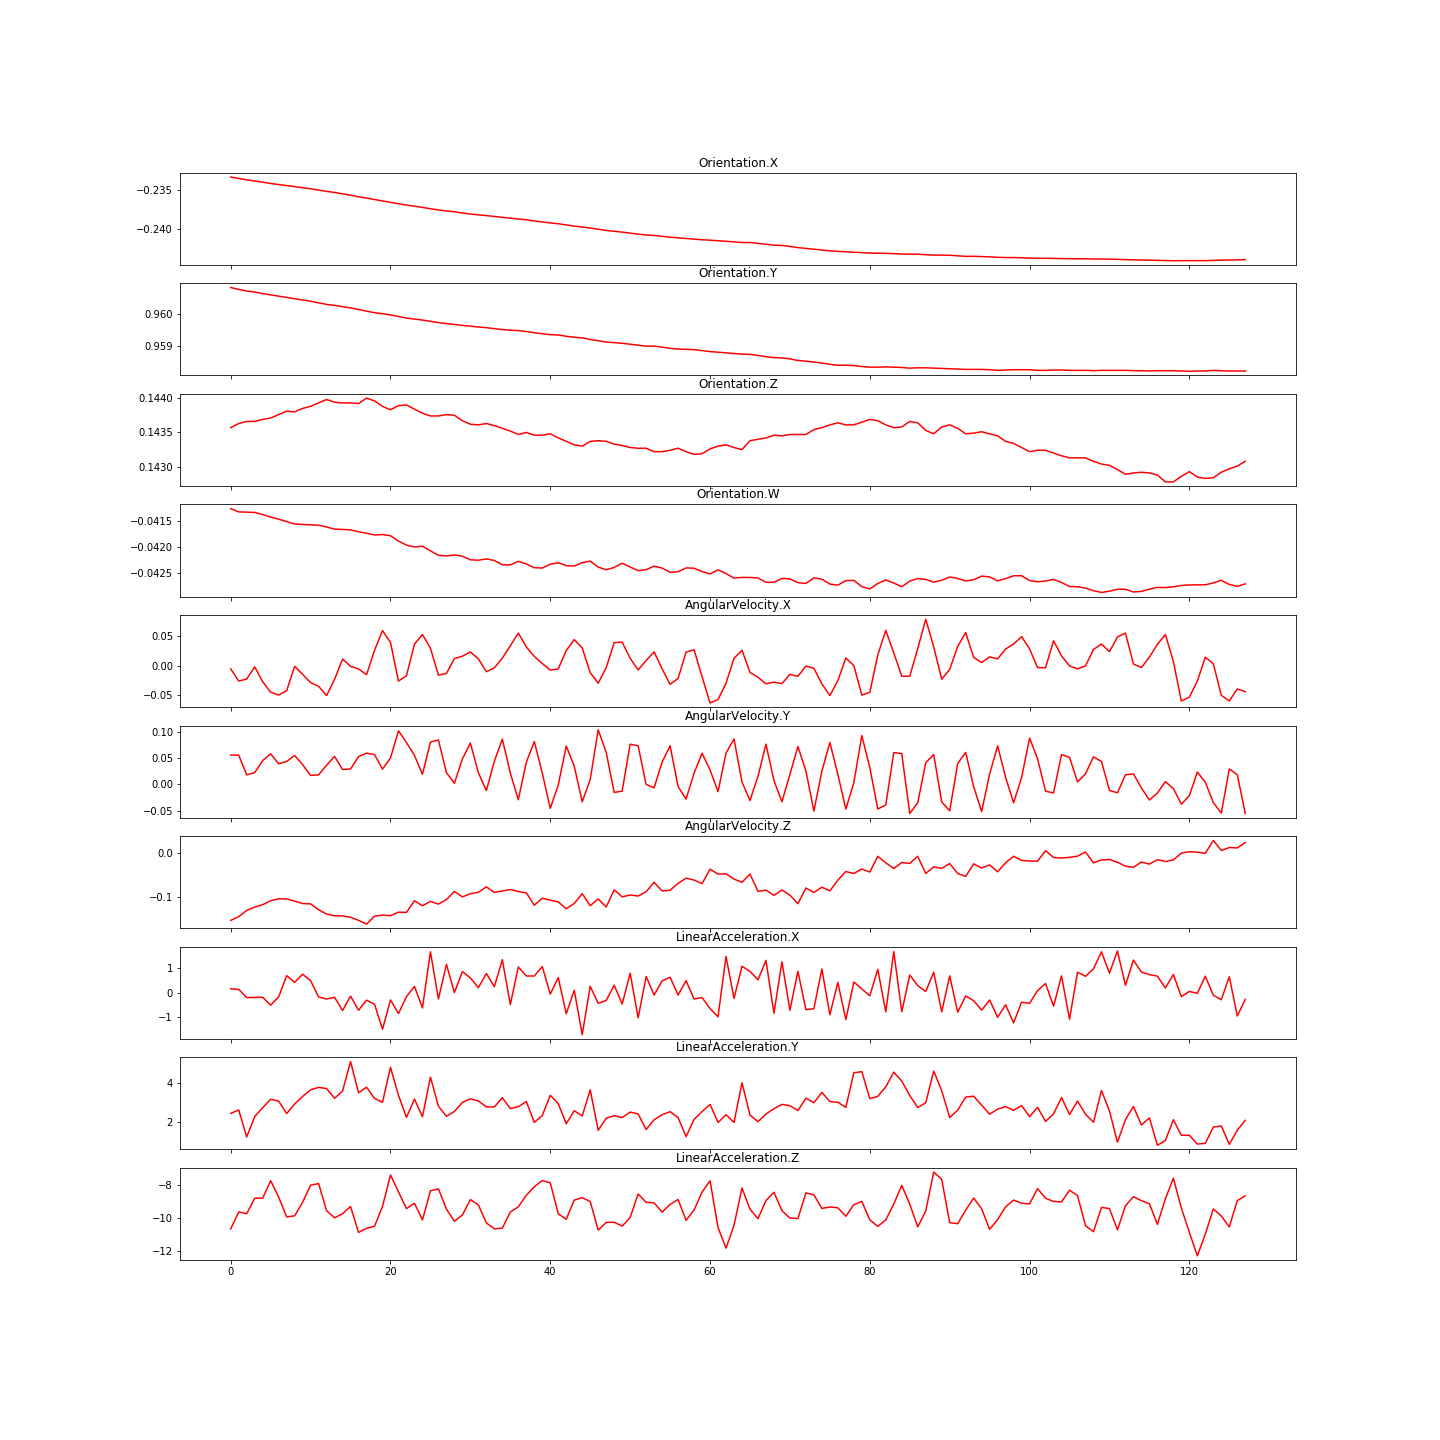 Orientation.X
−0.235
−0.240
Orientation.Y
0.960
0.959
Orientation.Z
0.1440
0.1435
0.1430
Orientation.W
−0.0415
−0.0420
−0.0425
AngularVelocity.X
0.05
0.00
−0.05
AngularVelocity.Y
0.10
0.05
0.00
−0.05
AngularVelocity.Z
0.0
−0.1
LinearAcceleration.X
1
0
−1
LinearAcceleration.Y
4
2
LinearAcceleration.Z
−8
−10
−12
0 20 40 60 80 100 120